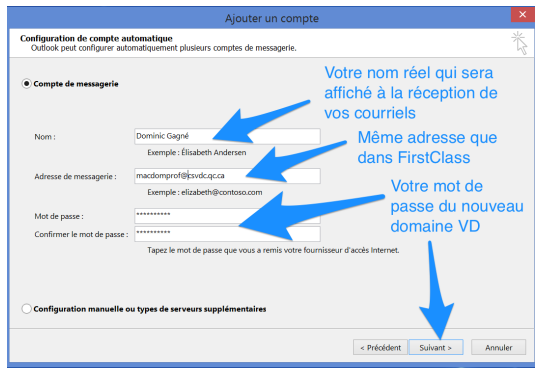 Ajouter un compte
Configuration de compte automatique
Outlook peut configurer automatiquement plusieurs comptes de messagerie.
Compte de messagerie
Votre nom réel qui sera
affiché à la réception de
vos courriels
Nom :
Dominic Gagné
Exemple : Élisabeth Andersen
Même adresse que
dans FirstClass
Adresse de messagerie :
macdomprof@csvdc.qc.ca
Exemple : elizabeth@contoso.com
Votre mot de
passe du nouveau
domaine VD
Mot de passe :
**********
Confirmer le mot de passe :
**********
Tapez le mot de passe que vous a remis votre fournisseur d'accès Internet.
Configuration manuelle ou types de serveurs supplémentaires
< Précédent
Suivant >
Annuler